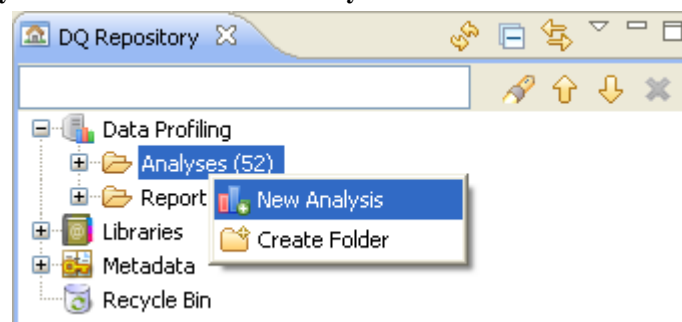 DQ Repository
Data Profiling
Analyses (52)
Report
New Analysis
Libraries
Create Folder
Metadata
Recycle Bin